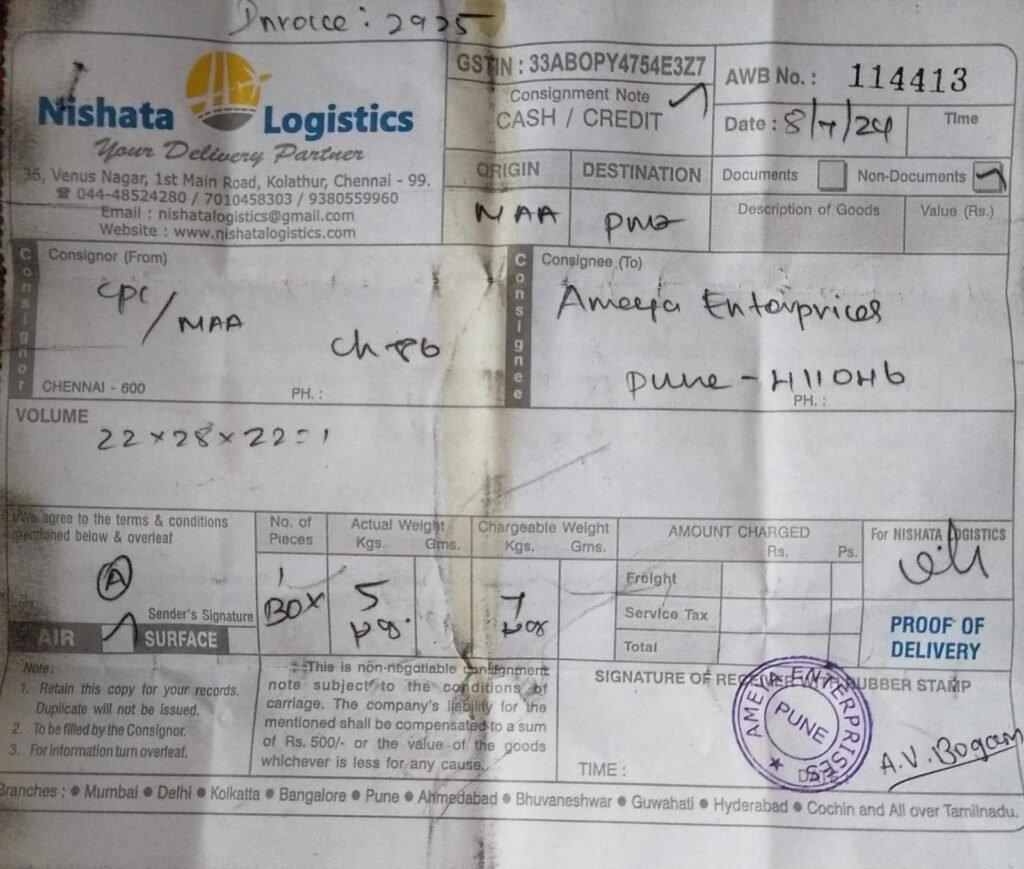 Invoice : 2925
Nishata Logistics
Your Delivery Partner
36, Venus Nagar, 1st Main Road, Kolathur, Chennai - 99.
☎ 044-48524280 / 7010458303 / 9380559960
Email : nishatalogistics@gmail.com
Website : www.nishatalogistics.com
GSTIN : 33ABOPY4754E3Z7
Consignment Note
CASH / CREDIT
AWB No. : 114413
Date : 8/7/24 Time
ORIGIN DESTINATION
MAA PNQ
Documents Non-Documents
Description of Goods Value (Rs.)
Consignor
Consignor (From)
CPC/MAA
Ch 86
CHENNAI - 600 PH. :
Consignee
Consignee (To)
Ameya Enterprices
Pune - 411046
PH. :
VOLUME
22 x 28 x 22 = 1
I/We agree to the terms & conditions
mentioned below & overleaf
A
Sender's Signature
AIR SURFACE
No. of Pieces
1
BOX
Actual Weight
Kgs. Gms.
5
kg.
Chargeable Weight
Kgs. Gms.
7
kgs
AMOUNT CHARGED
Rs. Ps.
Freight
Service Tax
Total
For NISHATA LOGISTICS
PROOF OF
DELIVERY
Note:
1. Retain this copy for your records.
Duplicate will not be issued.
2. To be filled by the Consignor.
3. For information turn overleaf.
This is non-negotiable consignment
note subject to the conditions of
carriage. The company's liability for the
mentioned shall be compensated to a sum
of Rs. 500/- or the value of the goods
whichever is less for any cause.
SIGNATURE OF RECEIVER WITH RUBBER STAMP
AMEYA ENTERPRISES
PUNE
A.V. Bogam
TIME : DATE
Branches : ● Mumbai ● Delhi ● Kolkatta ● Bangalore ● Pune ● Ahmedabad ● Bhuvaneshwar ● Guwahati ● Hyderabad ● Cochin and All over Tamilnadu.